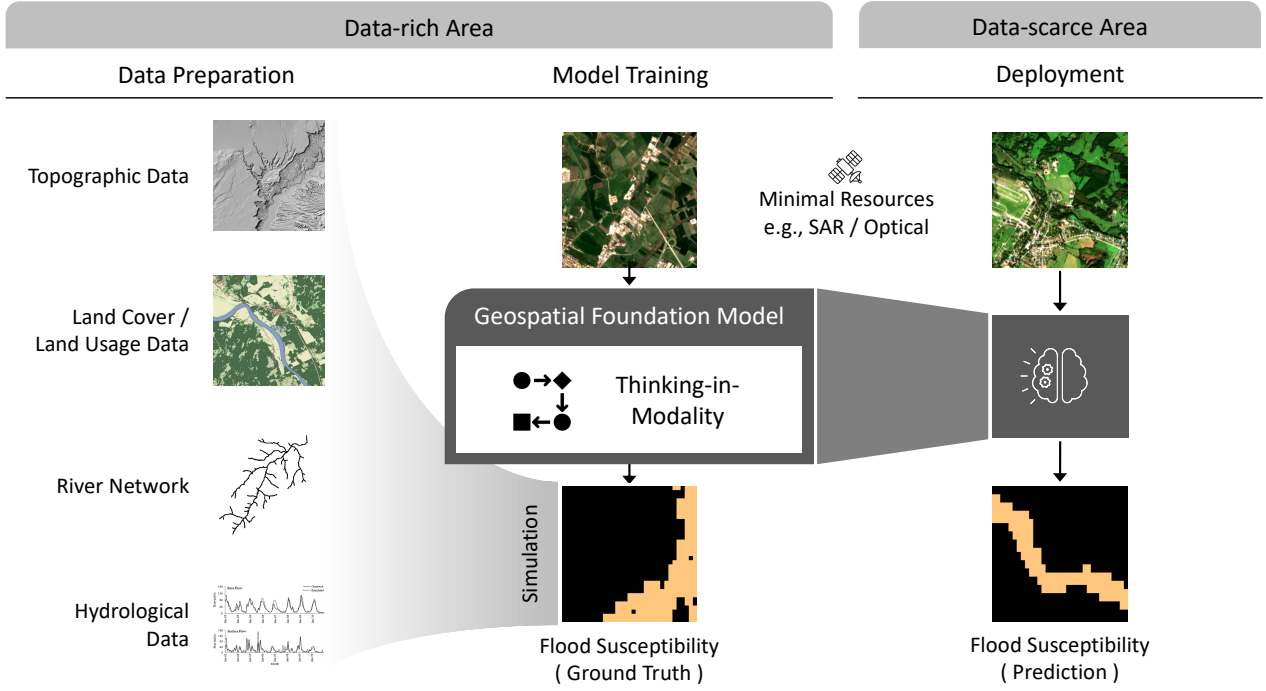 Data-rich Area
Data-scarce Area
Data Preparation
Model Training
Deployment
Topographic Data
Minimal Resources
e.g., SAR / Optical
Land Cover /
Land Usage Data
Geospatial Foundation Model
Thinking-in-
Modality
River Network
Simulation
Hydrological
Data
Flood Susceptibility
( Ground Truth )
Flood Susceptibility
( Prediction )